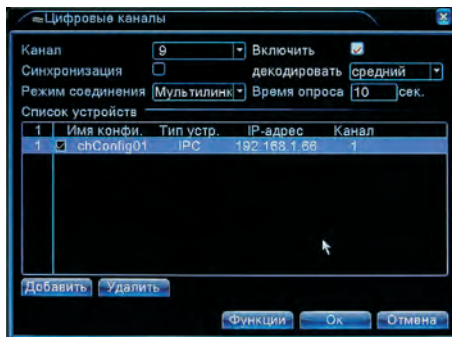 Цифровые каналы
Канал 9 Включить
Синхронизация декодировать средний
Режим соединения Мультилинк Время опроса 10 сек.
Список устройств
1 Имя конфи. Тип устр. IP-адрес Канал
1 chConfig01 IPC 192.168.1.66 1
Добавить Удалить
Функции Ок Отмена